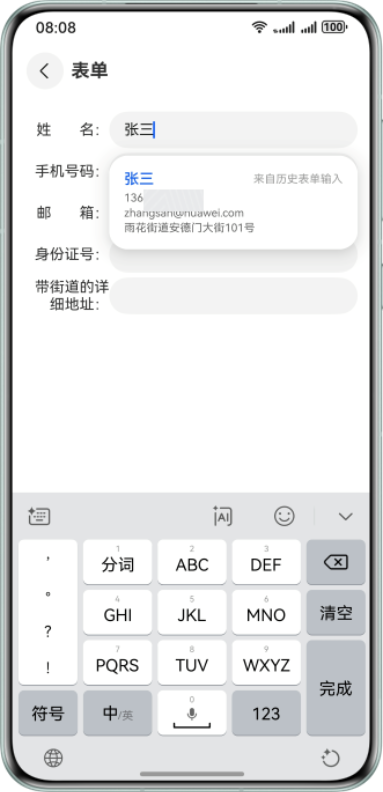 08:08
100
表单
姓 名： 张三
手机号码：
张三 来自历史表单输入
136
邮 箱：
zhangsan@huawei.com
雨花街道安德门大街101号
身份证号：
带街道的详
细地址：
AI
，
1
分词
2
ABC
3
DEF
。
4
GHI
5
JKL
6
MNO
清空
？
7
PQRS
8
TUV
9
WXYZ
！
完成
符号
中/英
0
123